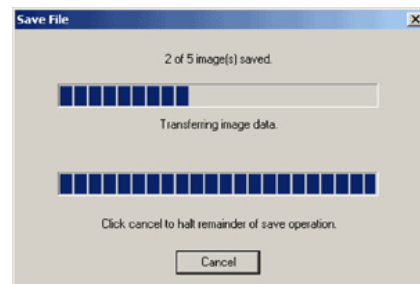 Save File
2 of 5 image(s) saved.
Transferring image data.
Click cancel to halt remainder of save operation.
Cancel